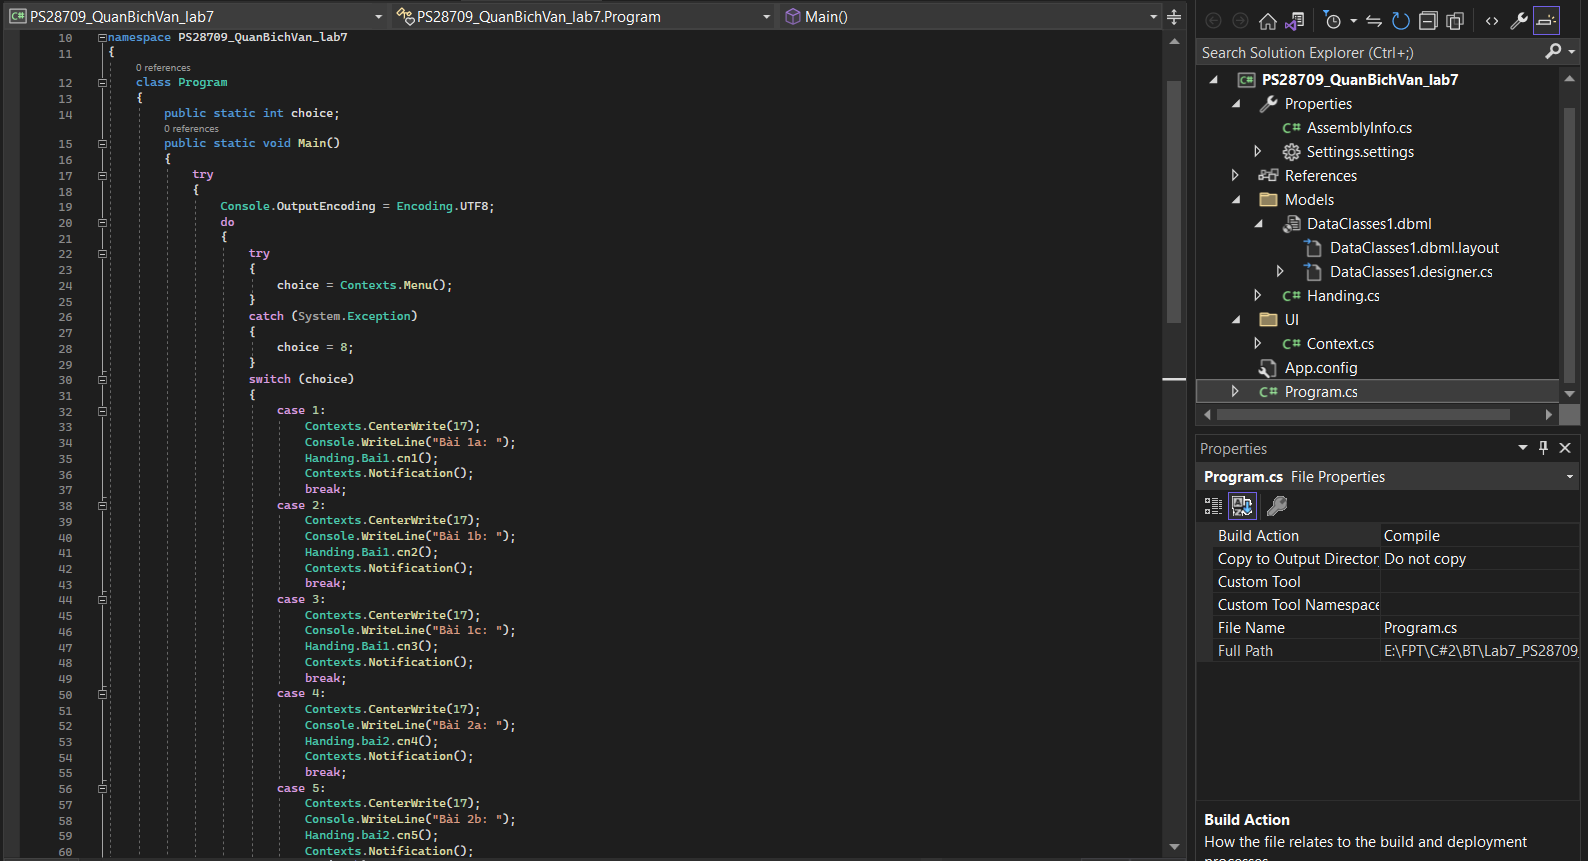 PS28709_QuanBichVan_lab7
PS28709_QuanBichVan_lab7.Program
Main()
10 namespace PS28709_QuanBichVan_lab7
11 {
0 references
12 class Program
13 {
14 public static int choice;
0 references
15 public static void Main()
16 {
17 try
18 {
19 Console.OutputEncoding = Encoding.UTF8;
20 do
21 {
22 try
23 {
24 choice = Contexts.Menu();
25 }
26 catch (System.Exception)
27 {
28 choice = 8;
29 }
30 switch (choice)
31 {
32 case 1:
33 Contexts.CenterWrite(17);
34 Console.WriteLine("Bài 1a: ");
35 Handing.Bai1.cn1();
36 Contexts.Notification();
37 break;
38 case 2:
39 Contexts.CenterWrite(17);
40 Console.WriteLine("Bài 1b: ");
41 Handing.Bai1.cn2();
42 Contexts.Notification();
43 break;
44 case 3:
45 Contexts.CenterWrite(17);
46 Console.WriteLine("Bài 1c: ");
47 Handing.Bai1.cn3();
48 Contexts.Notification();
49 break;
50 case 4:
51 Contexts.CenterWrite(17);
52 Console.WriteLine("Bài 2a: ");
53 Handing.bai2.cn4();
54 Contexts.Notification();
55 break;
56 case 5:
57 Contexts.CenterWrite(17);
58 Console.WriteLine("Bài 2b: ");
59 Handing.bai2.cn5();
60 Contexts.Notification();
Search Solution Explorer (Ctrl+;)
C# PS28709_QuanBichVan_lab7
Properties
C# AssemblyInfo.cs
Settings.settings
References
Models
DataClasses1.dbml
DataClasses1.dbml.layout
DataClasses1.designer.cs
C# Handing.cs
UI
C# Context.cs
App.config
C# Program.cs
Properties
Program.cs File Properties
Build Action Compile
Copy to Output Director Do not copy
Custom Tool
Custom Tool Namespace
File Name Program.cs
Full Path E:\FPT\C#2\BT\Lab7_PS28709_
Build Action
How the file relates to the build and deployment
processes.